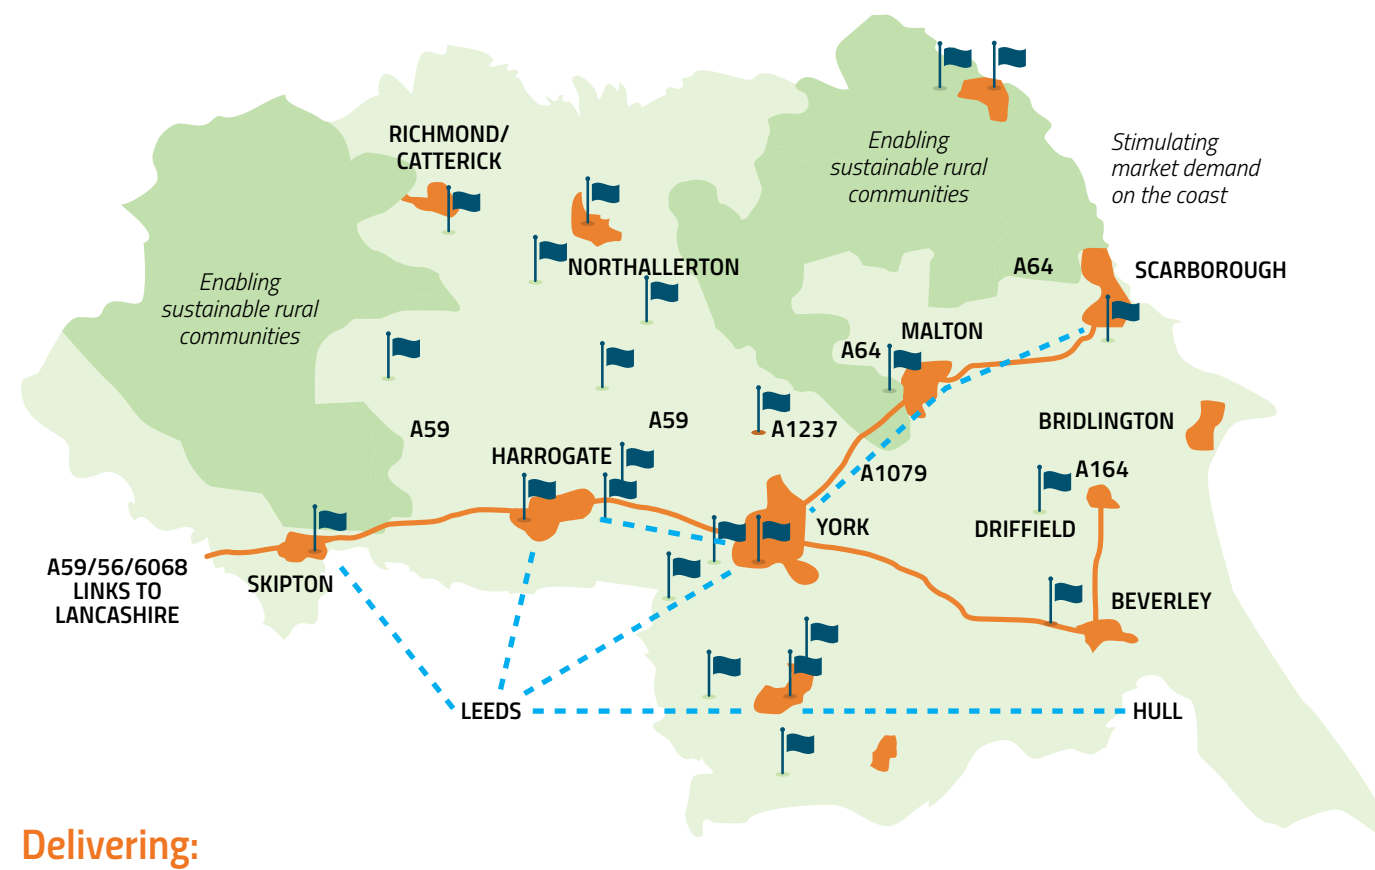 RICHMOND/
CATTERICK
Enabling
sustainable rural
communities
Stimulating
market demand
on the coast
NORTHALLERTON
A64
SCARBOROUGH
Enabling
sustainable rural
communities
MALTON
A64
A59
A59
A1237
BRIDLINGTON
HARROGATE
A1079
A164
YORK
DRIFFIELD
A59/56/6068
LINKS TO
LANCASHIRE
SKIPTON
BEVERLEY
LEEDS
HULL
Delivering: